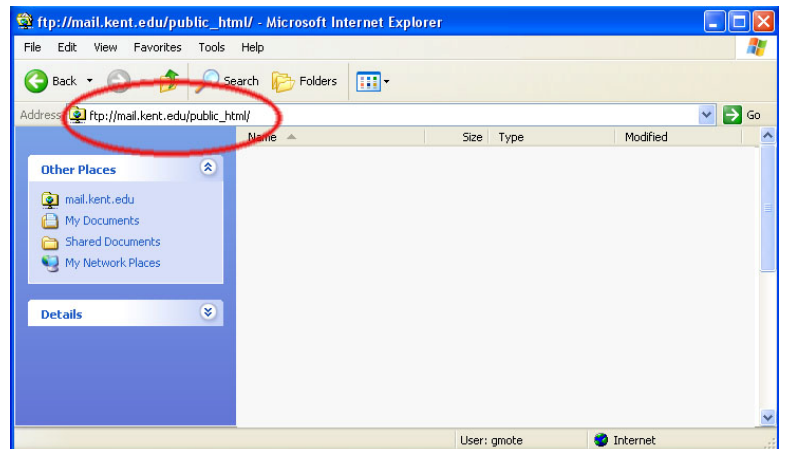 ftp://mail.kent.edu/public_html/ - Microsoft Internet Explorer
File Edit View Favorites Tools Help
Back Search Folders
Address ftp://mail.kent.edu/public_html/ Go
Name Size Type Modified
Other Places
mail.kent.edu
My Documents
Shared Documents
My Network Places
Details
User: gmote Internet